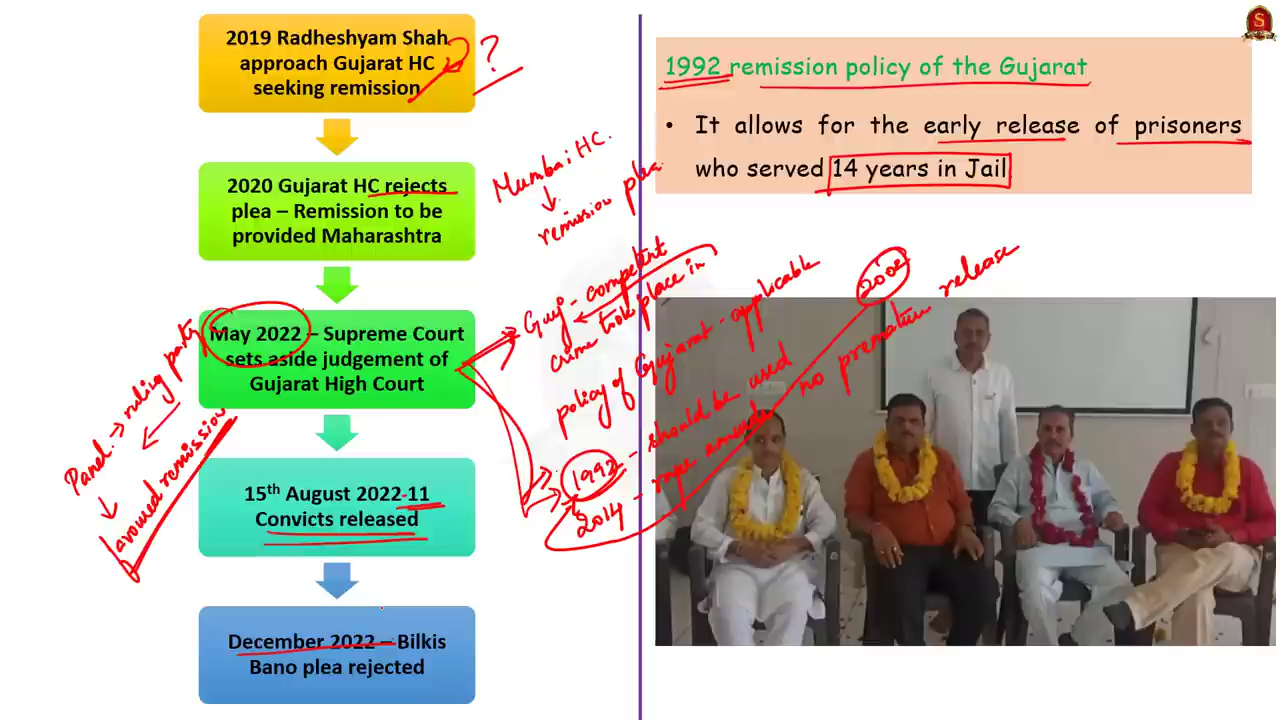 2019 Radheshyam Shah
approach Gujarat HC
seeking remission
?
2020 Gujarat HC rejects
plea – Remission to be
provided Maharashtra
May 2022 – Supreme Court
sets aside judgement of
Gujarat High Court
15th August 2022-11
Convicts released
December 2022 – Bilkis
Bano plea rejected
Panel → ruling party
favoured remission
Mumbai HC.
remission plea
Guj - competent
crime took place in
policy of Gujarat - applicable
1992 - should be used
2014 - rape no premature release
2002
S
1992 remission policy of the Gujarat
• It allows for the early release of prisoners
who served 14 years in Jail